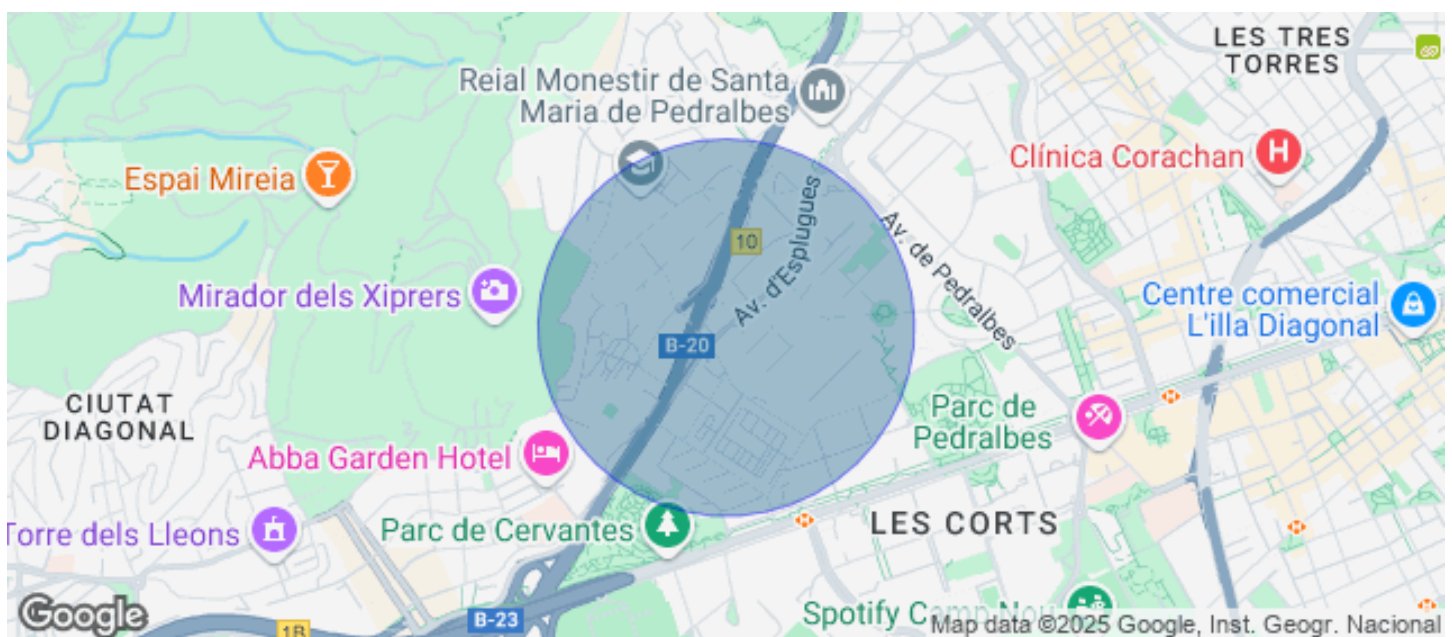 LES TRES
TORRES
Reial Monestir de Santa
Maria de Pedralbes
Clínica Corachan
H
Espai Mireia
Av. d'Esplugues
Av. de Pedralbes
10
Mirador dels Xiprers
Centre comercial
L'illa Diagonal
B-20
CIUTAT
DIAGONAL
Parc de
Pedralbes
Abba Garden Hotel
Torre dels Lleons
Parc de Cervantes
LES CORTS
Google
1B
B-23
Spotify Camp Nou
Map data ©2025 Google, Inst. Geogr. Nacional